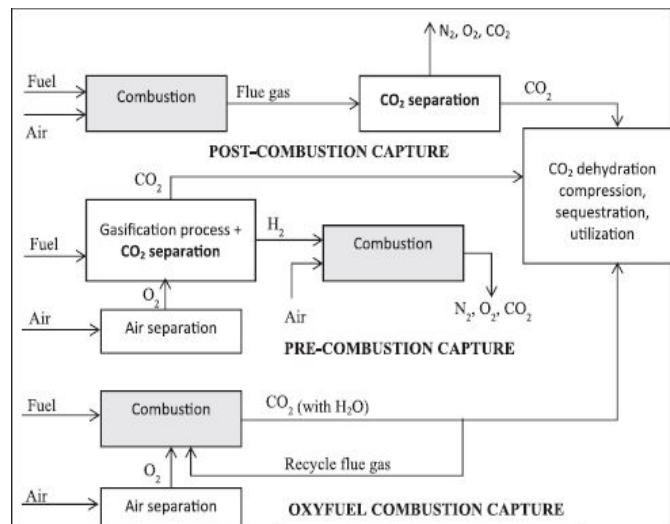 N₂, O₂, CO₂
Fuel
Combustion
Flue gas
CO₂ separation
CO₂
Air
POST-COMBUSTION CAPTURE
CO₂ dehydration
compression,
sequestration,
utilization
CO₂
Gasification process +
CO₂ separation
H₂
Combustion
Fuel
O₂
Air
Air separation
Air
N₂, O₂, CO₂
PRE-COMBUSTION CAPTURE
Fuel
Combustion
CO₂ (with H₂O)
O₂
Recycle flue gas
Air
Air separation
OXYFUEL COMBUSTION CAPTURE